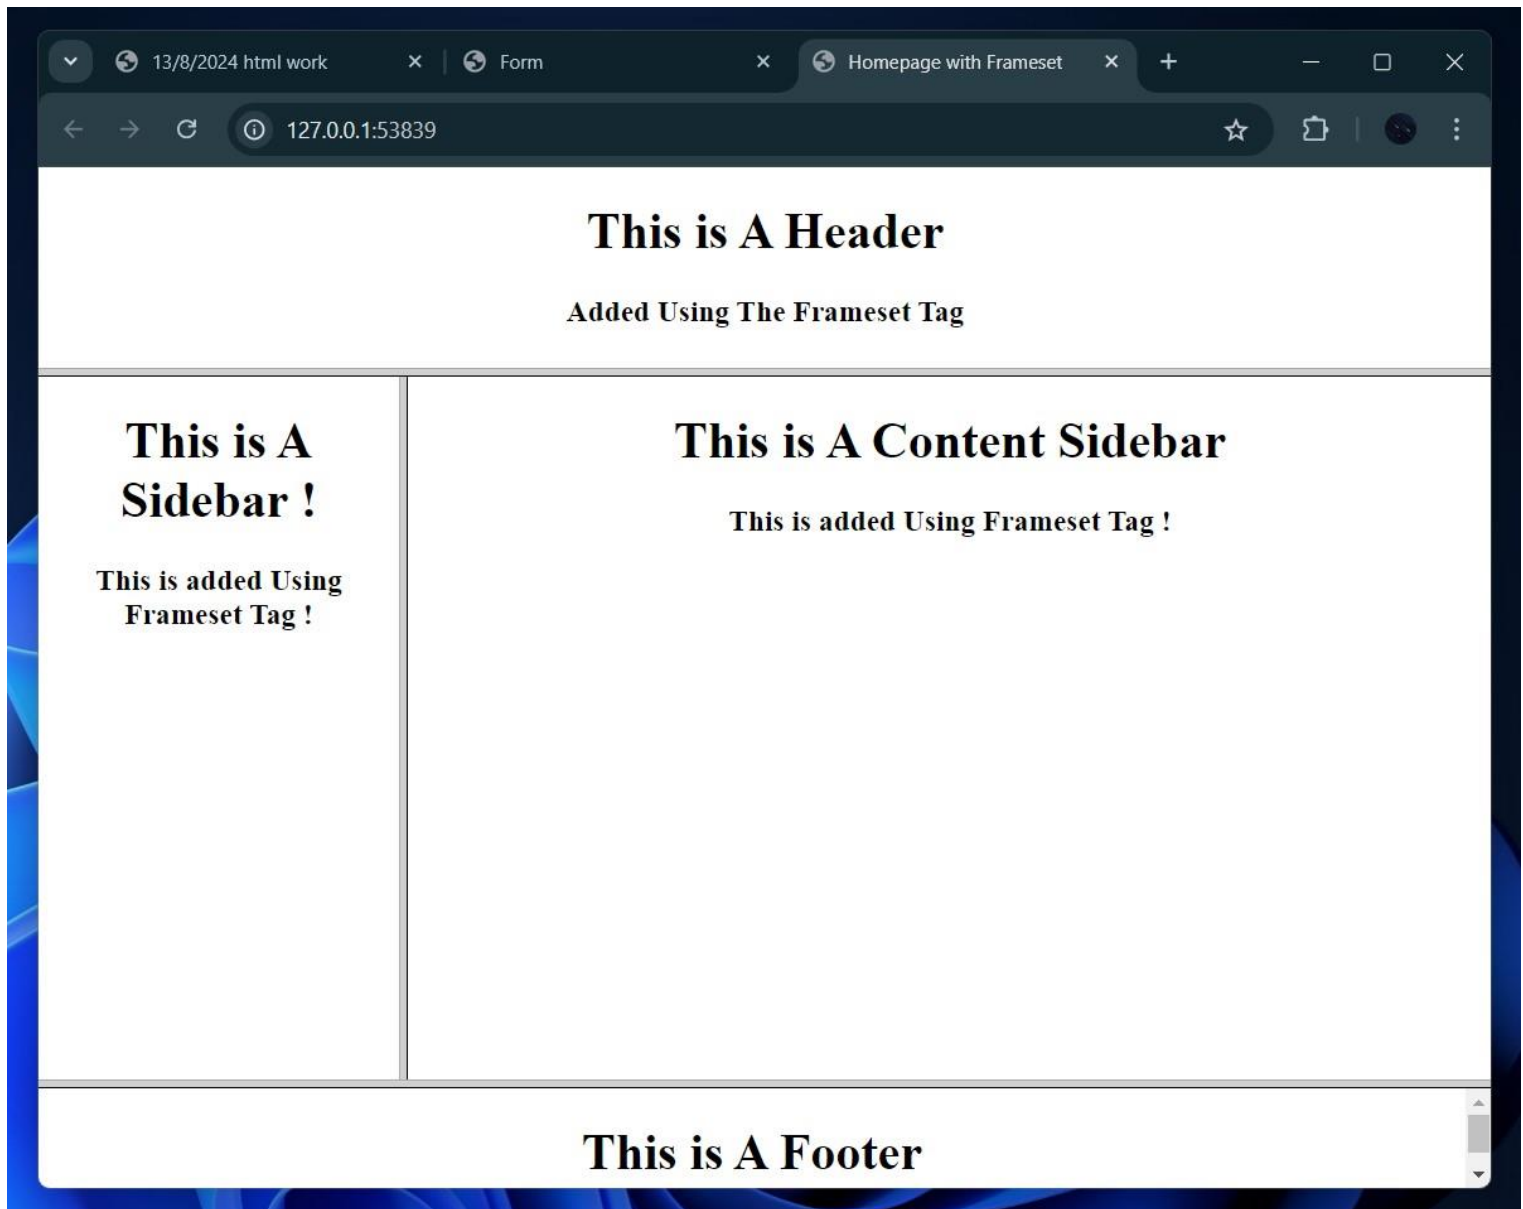 13/8/2024 html work
Form
Homepage with Frameset
127.0.0.1:53839
This is A Header
Added Using The Frameset Tag
This is A
Sidebar !
This is added Using
Frameset Tag !
This is A Content Sidebar
This is added Using Frameset Tag !
This is A Footer